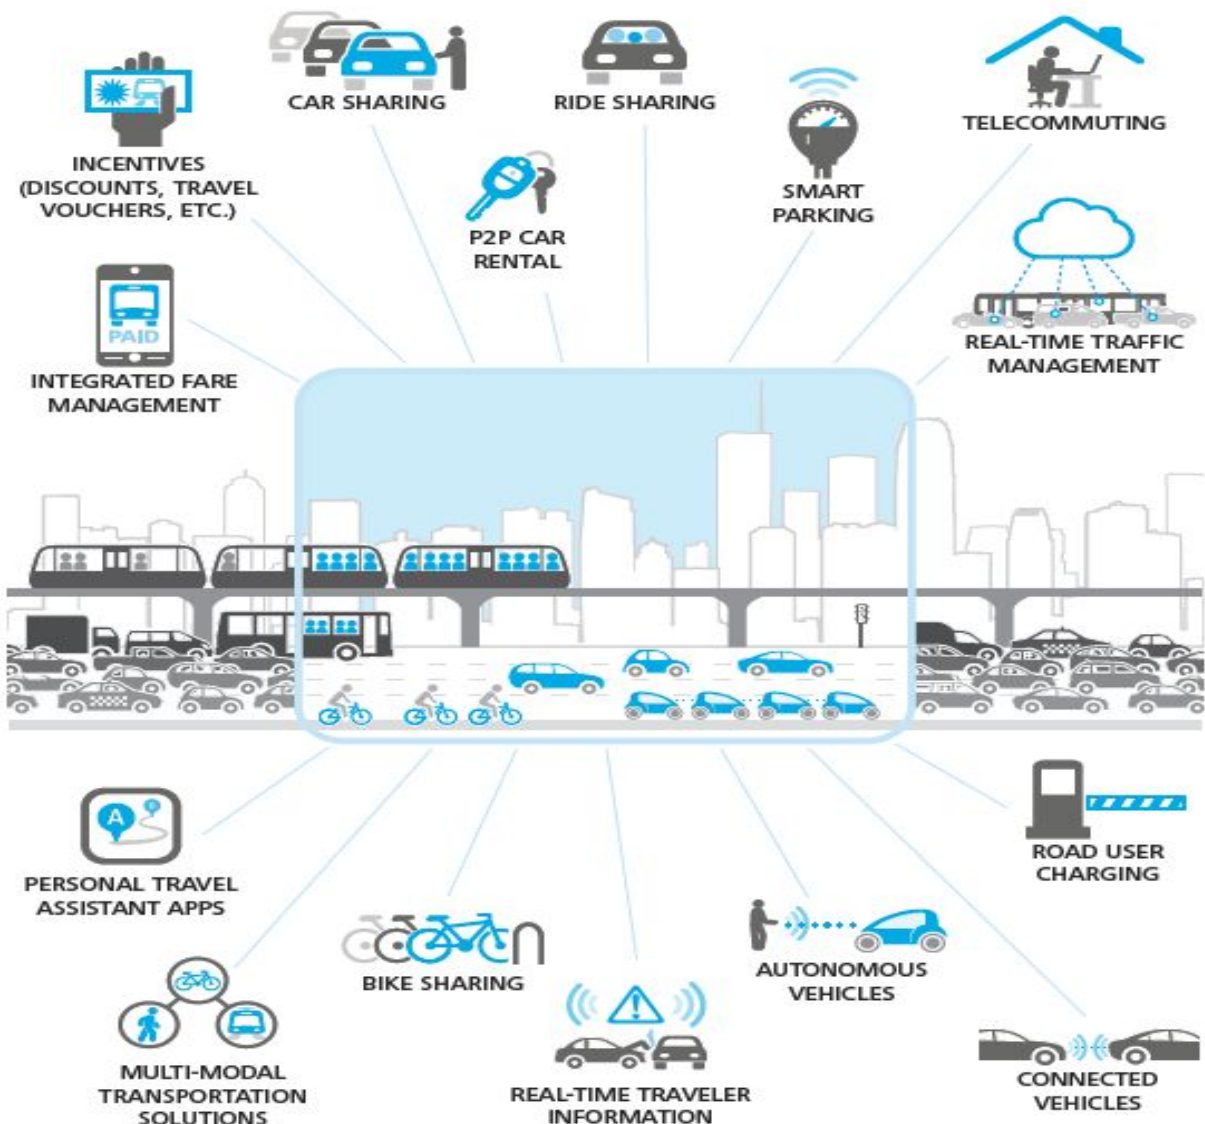 CAR SHARING
RIDE SHARING
TELECOMMUTING
INCENTIVES
(DISCOUNTS, TRAVEL
VOUCHERS, ETC.)
P2P CAR
RENTAL
SMART
PARKING
PAID
INTEGRATED FARE
MANAGEMENT
REAL-TIME TRAFFIC
MANAGEMENT
A
B
PERSONAL TRAVEL
ASSISTANT APPS
ROAD USER
CHARGING
BIKE SHARING
AUTONOMOUS
VEHICLES
MULTI-MODAL
TRANSPORTATION
SOLUTIONS
REAL-TIME TRAVELER
INFORMATION
CONNECTED
VEHICLES